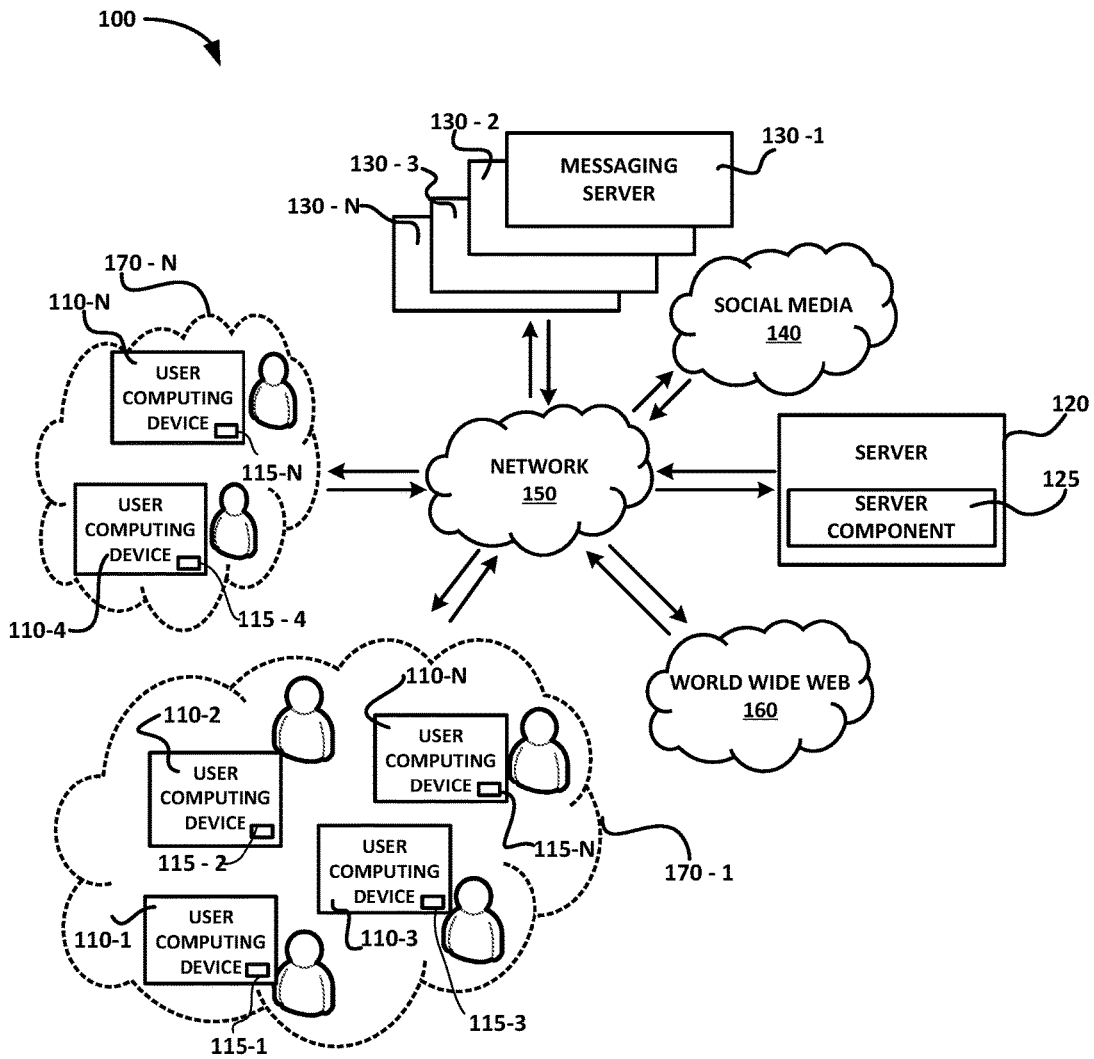 100
130 - 2
130 -1
MESSAGING
SERVER
130 - 3
130 - N
170 - N
110-N
USER
COMPUTING
DEVICE
115-N
USER
COMPUTING
DEVICE
110-4
115 - 4
SOCIAL MEDIA
140
NETWORK
150
120
SERVER
125
SERVER
COMPONENT
WORLD WIDE WEB
160
110-2
USER
COMPUTING
DEVICE
115 - 2
110-N
USER
COMPUTING
DEVICE
115-N
170 - 1
USER
COMPUTING
DEVICE
110-3
115-3
110-1
USER
COMPUTING
DEVICE
115-1